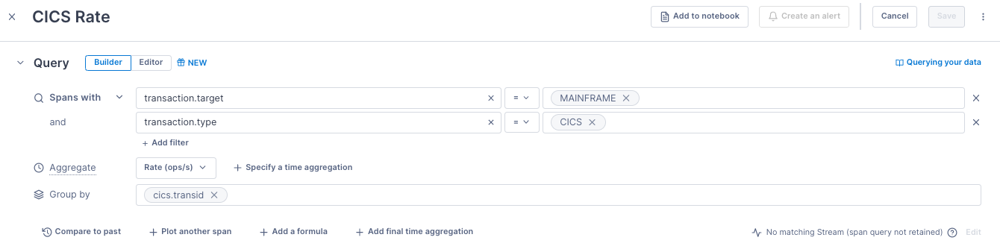 CICS Rate
Add to notebook
Create an alert
Cancel
Save
Query
Builder
Editor
NEW
Querying your data
Spans with
transaction.target
=
MAINFRAME
and
transaction.type
=
CICS
+ Add filter
Aggregate
Rate (ops/s)
+ Specify a time aggregation
Group by
cics.transid
Compare to past
+ Plot another span
+ Add a formula
+ Add final time aggregation
No matching Stream (span query not retained)
Edit